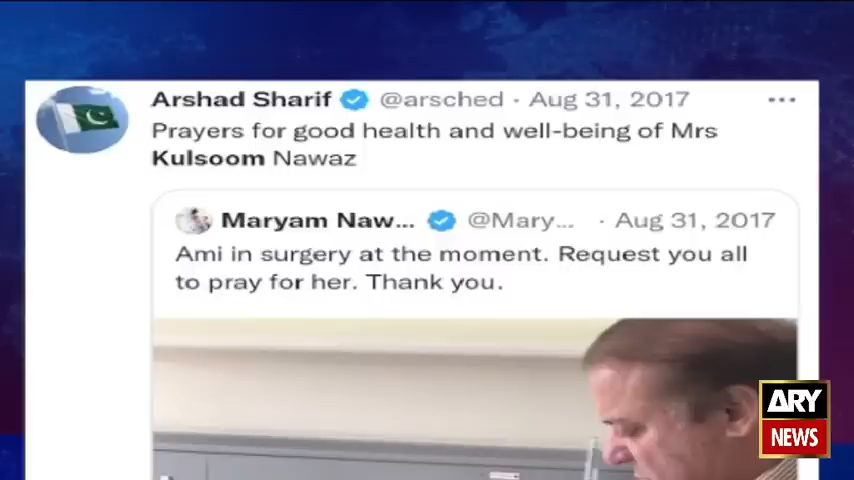 Arshad Sharif @arsched · Aug 31, 2017
Prayers for good health and well-being of Mrs
Kulsoom Nawaz
Maryam Naw... @Mary... · Aug 31, 2017
Ami in surgery at the moment. Request you all
to pray for her. Thank you.
ARY
NEWS